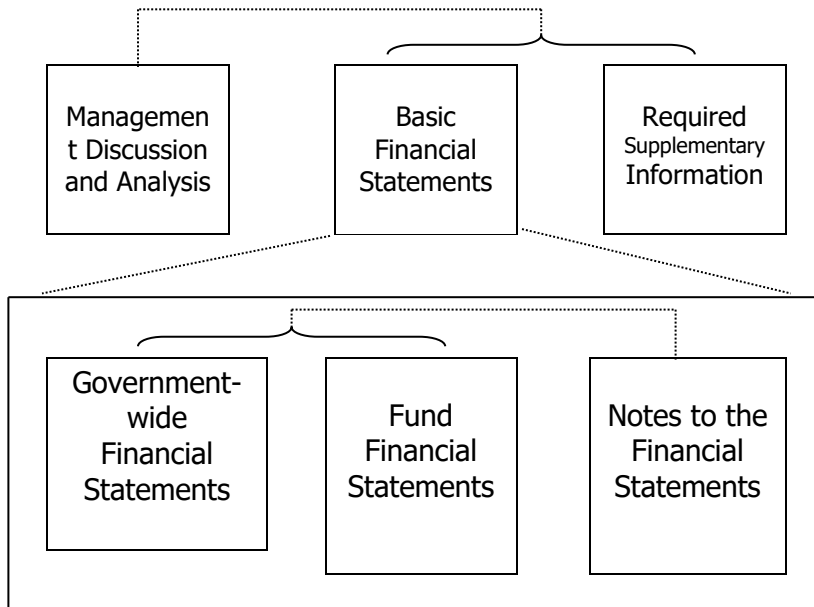 Managemen
t Discussion
and Analysis
Basic
Financial
Statements
Required
Supplementary
Information
Government-
wide
Financial
Statements
Fund
Financial
Statements
Notes to the
Financial
Statements